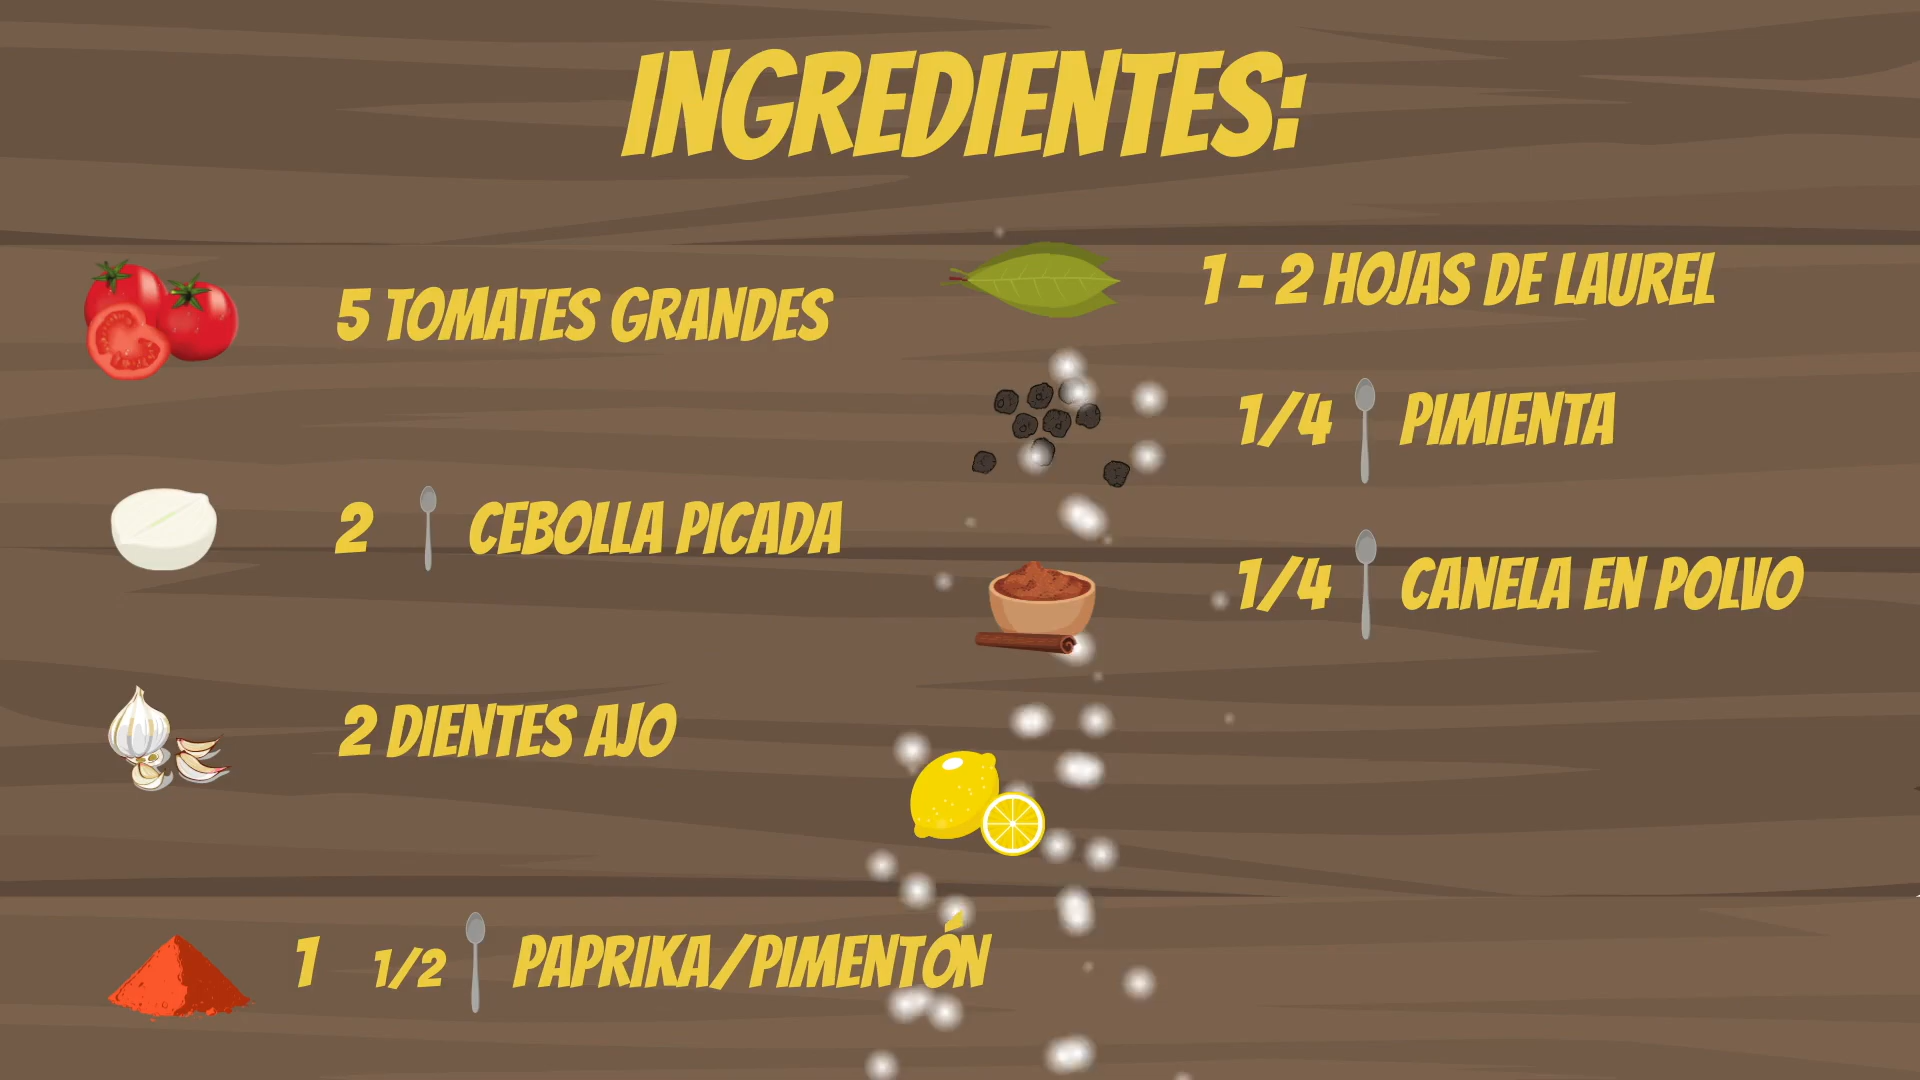 INGREDIENTES:
5 TOMATES GRANDES
2 CEBOLLA PICADA
2 DIENTES AJO
1 1/2 PAPRIKA/PIMENTÓN
1 - 2 HOJAS DE LAUREL
1/4 PIMIENTA
1/4 CANELA EN POLVO